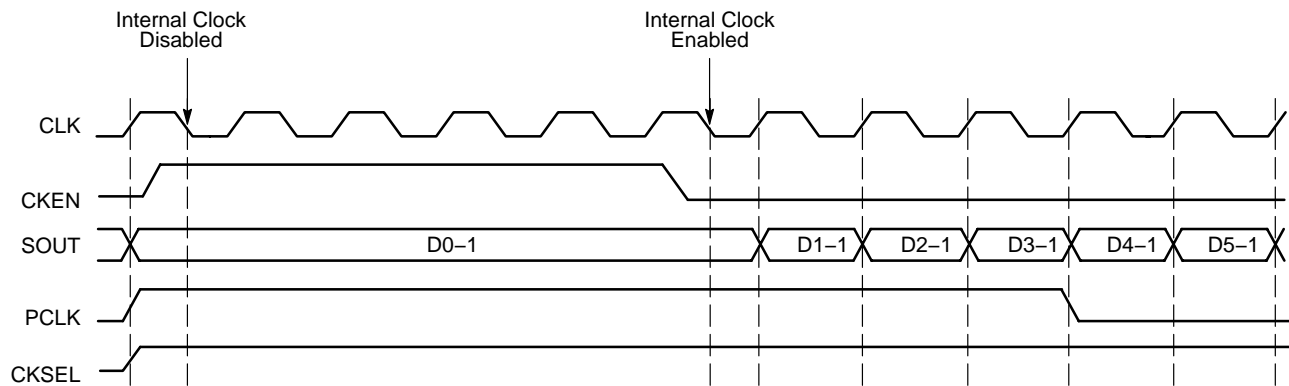 Internal Clock
Disabled
Internal Clock
Enabled
CLK
CKEN
SOUT
D0–1
D1–1
D2–1
D3–1
D4–1
D5–1
PCLK
CKSEL